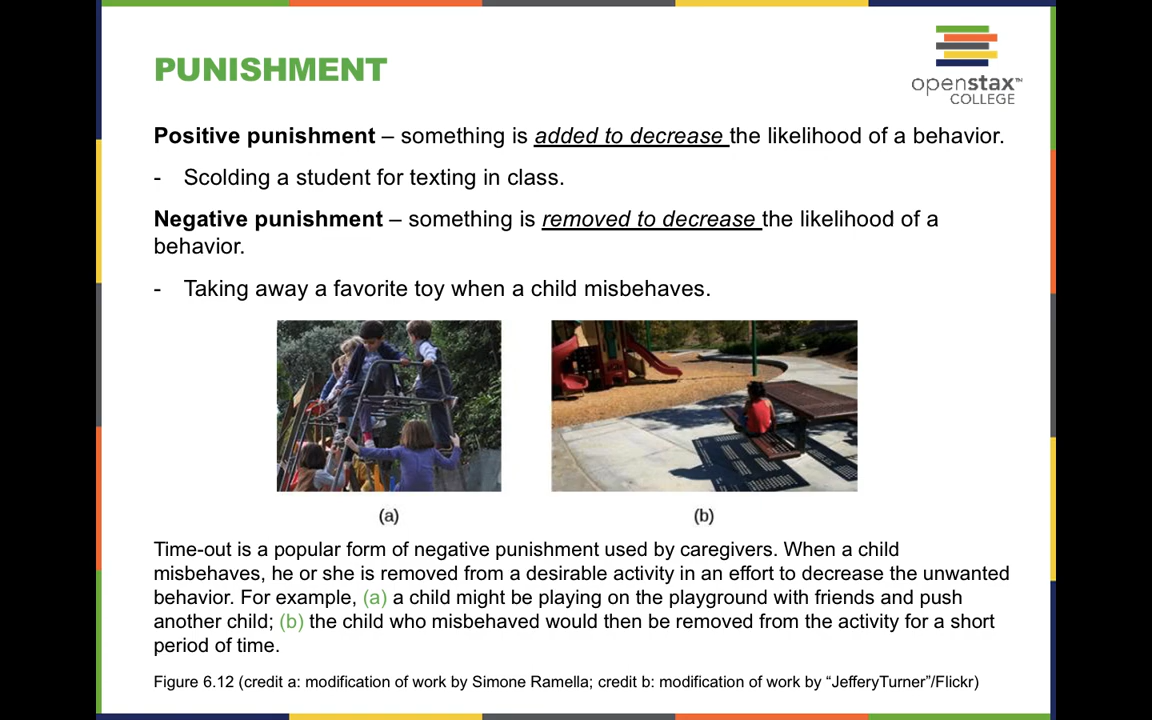 PUNISHMENT
openstax™
COLLEGE
Positive punishment – something is added to decrease the likelihood of a behavior.
- Scolding a student for texting in class.
Negative punishment – something is removed to decrease the likelihood of a
behavior.
- Taking away a favorite toy when a child misbehaves.
(a)
(b)
Time-out is a popular form of negative punishment used by caregivers. When a child
misbehaves, he or she is removed from a desirable activity in an effort to decrease the unwanted
behavior. For example, (a) a child might be playing on the playground with friends and push
another child; (b) the child who misbehaved would then be removed from the activity for a short
period of time.
Figure 6.12 (credit a: modification of work by Simone Ramella; credit b: modification of work by “JefferyTurner”/Flickr)